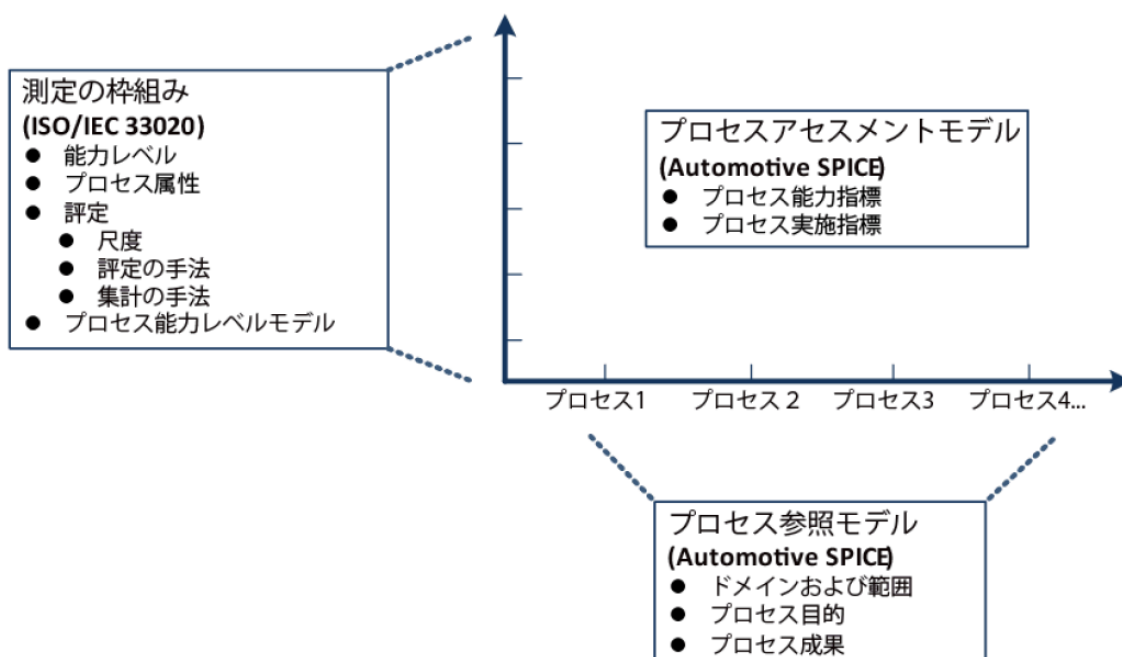 測定の枠組み
(ISO/IEC 33020)
● 能力レベル
● プロセス属性
● 評定
● 尺度
● 評定の手法
● 集計の手法
● プロセス能力レベルモデル
プロセスアセスメントモデル
(Automotive SPICE)
● プロセス能力指標
● プロセス実施指標
プロセス1 プロセス 2 プロセス3 プロセス4...
プロセス参照モデル
(Automotive SPICE)
● ドメインおよび範囲
● プロセス目的
● プロセス成果